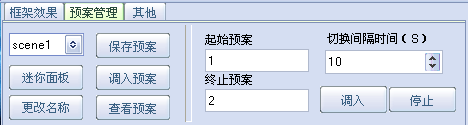 框架效果 预案管理 其他
scene1 保存预案
迷你面板 调入预案
更改名称 查看预案
起始预案 切换间隔时间（S）
1 10
终止预案
2 调入 停止